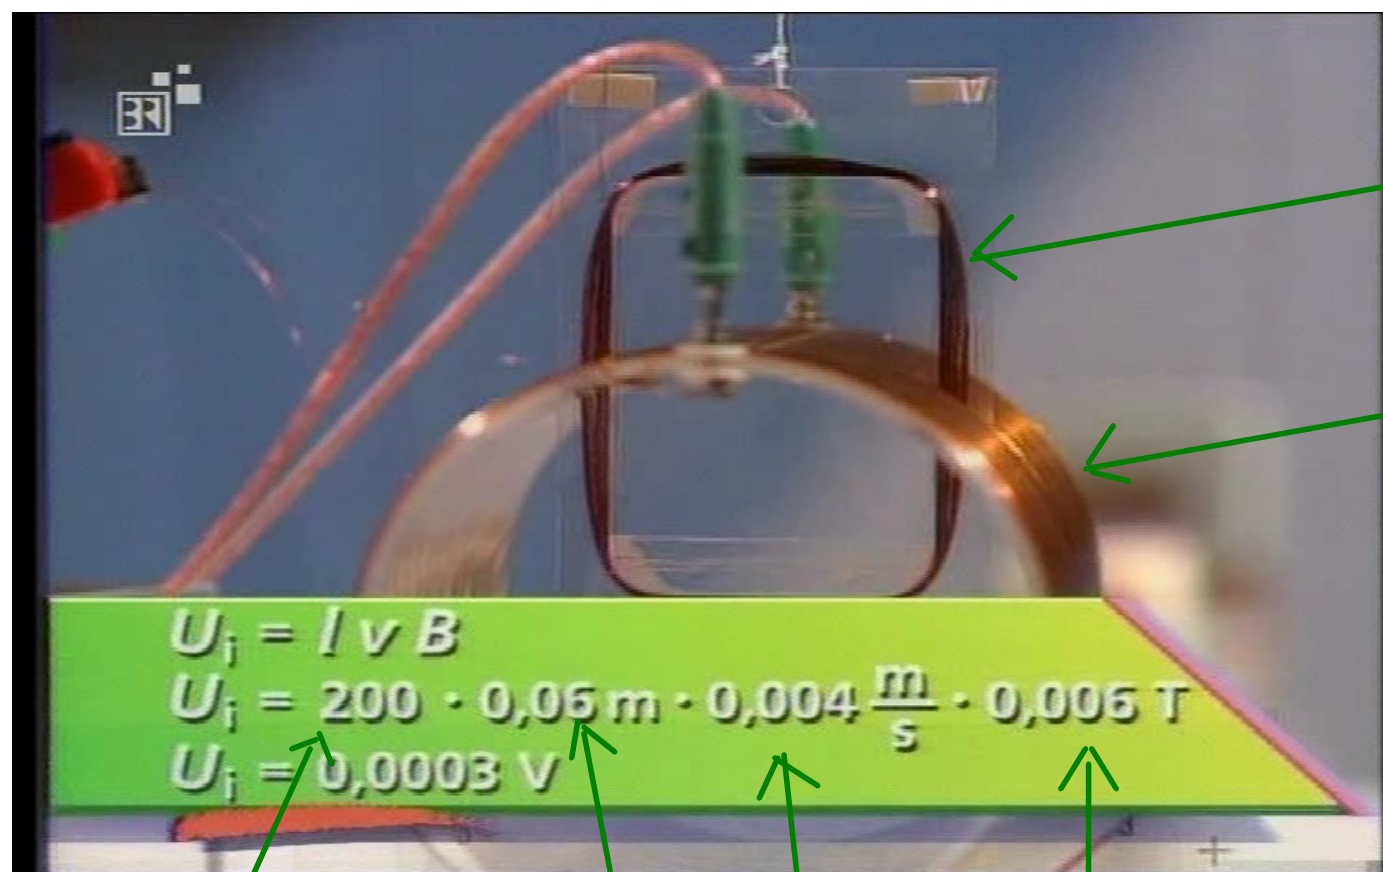 BR
V
U_i = l v B
U_i = 200 · 0,06 m · 0,004 m/s · 0,006 T
U_i = 0,0003 V